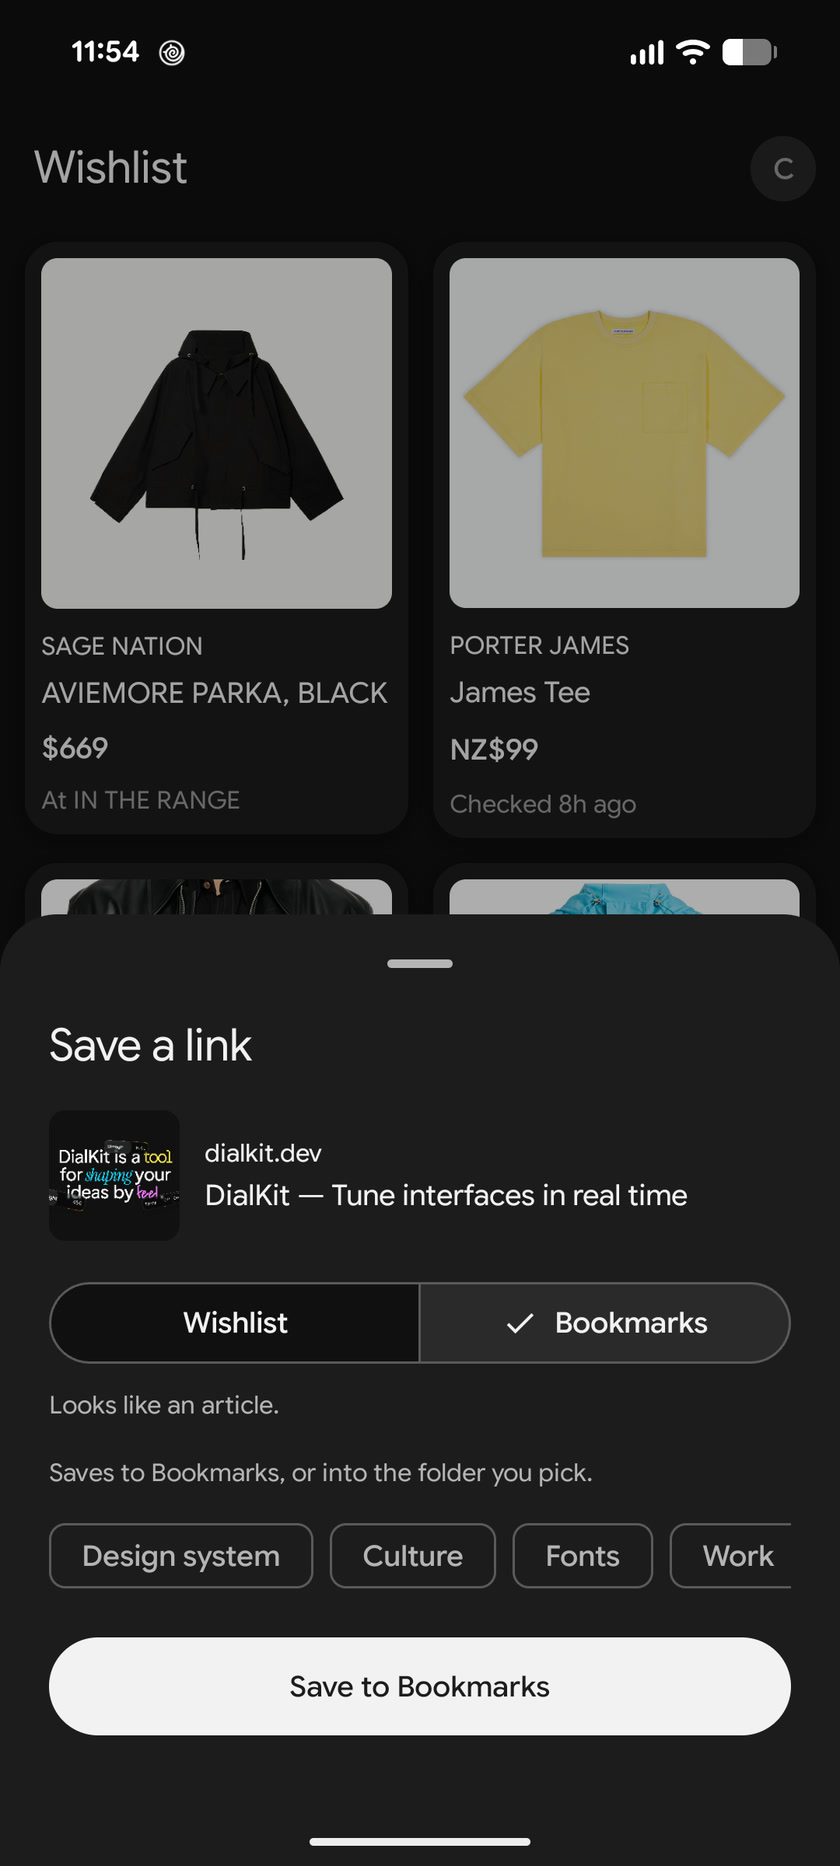 11:54
Wishlist
C
SAGE NATION
AVIEMORE PARKA, BLACK
$669
At IN THE RANGE
PORTER JAMES
James Tee
NZ$99
Checked 8h ago
Save a link
DialKit is a tool
for shaping your
ideas by feel
dialkit.dev
DialKit — Tune interfaces in real time
Wishlist
Bookmarks
Looks like an article.
Saves to Bookmarks, or into the folder you pick.
Design system
Culture
Fonts
Work
Save to Bookmarks